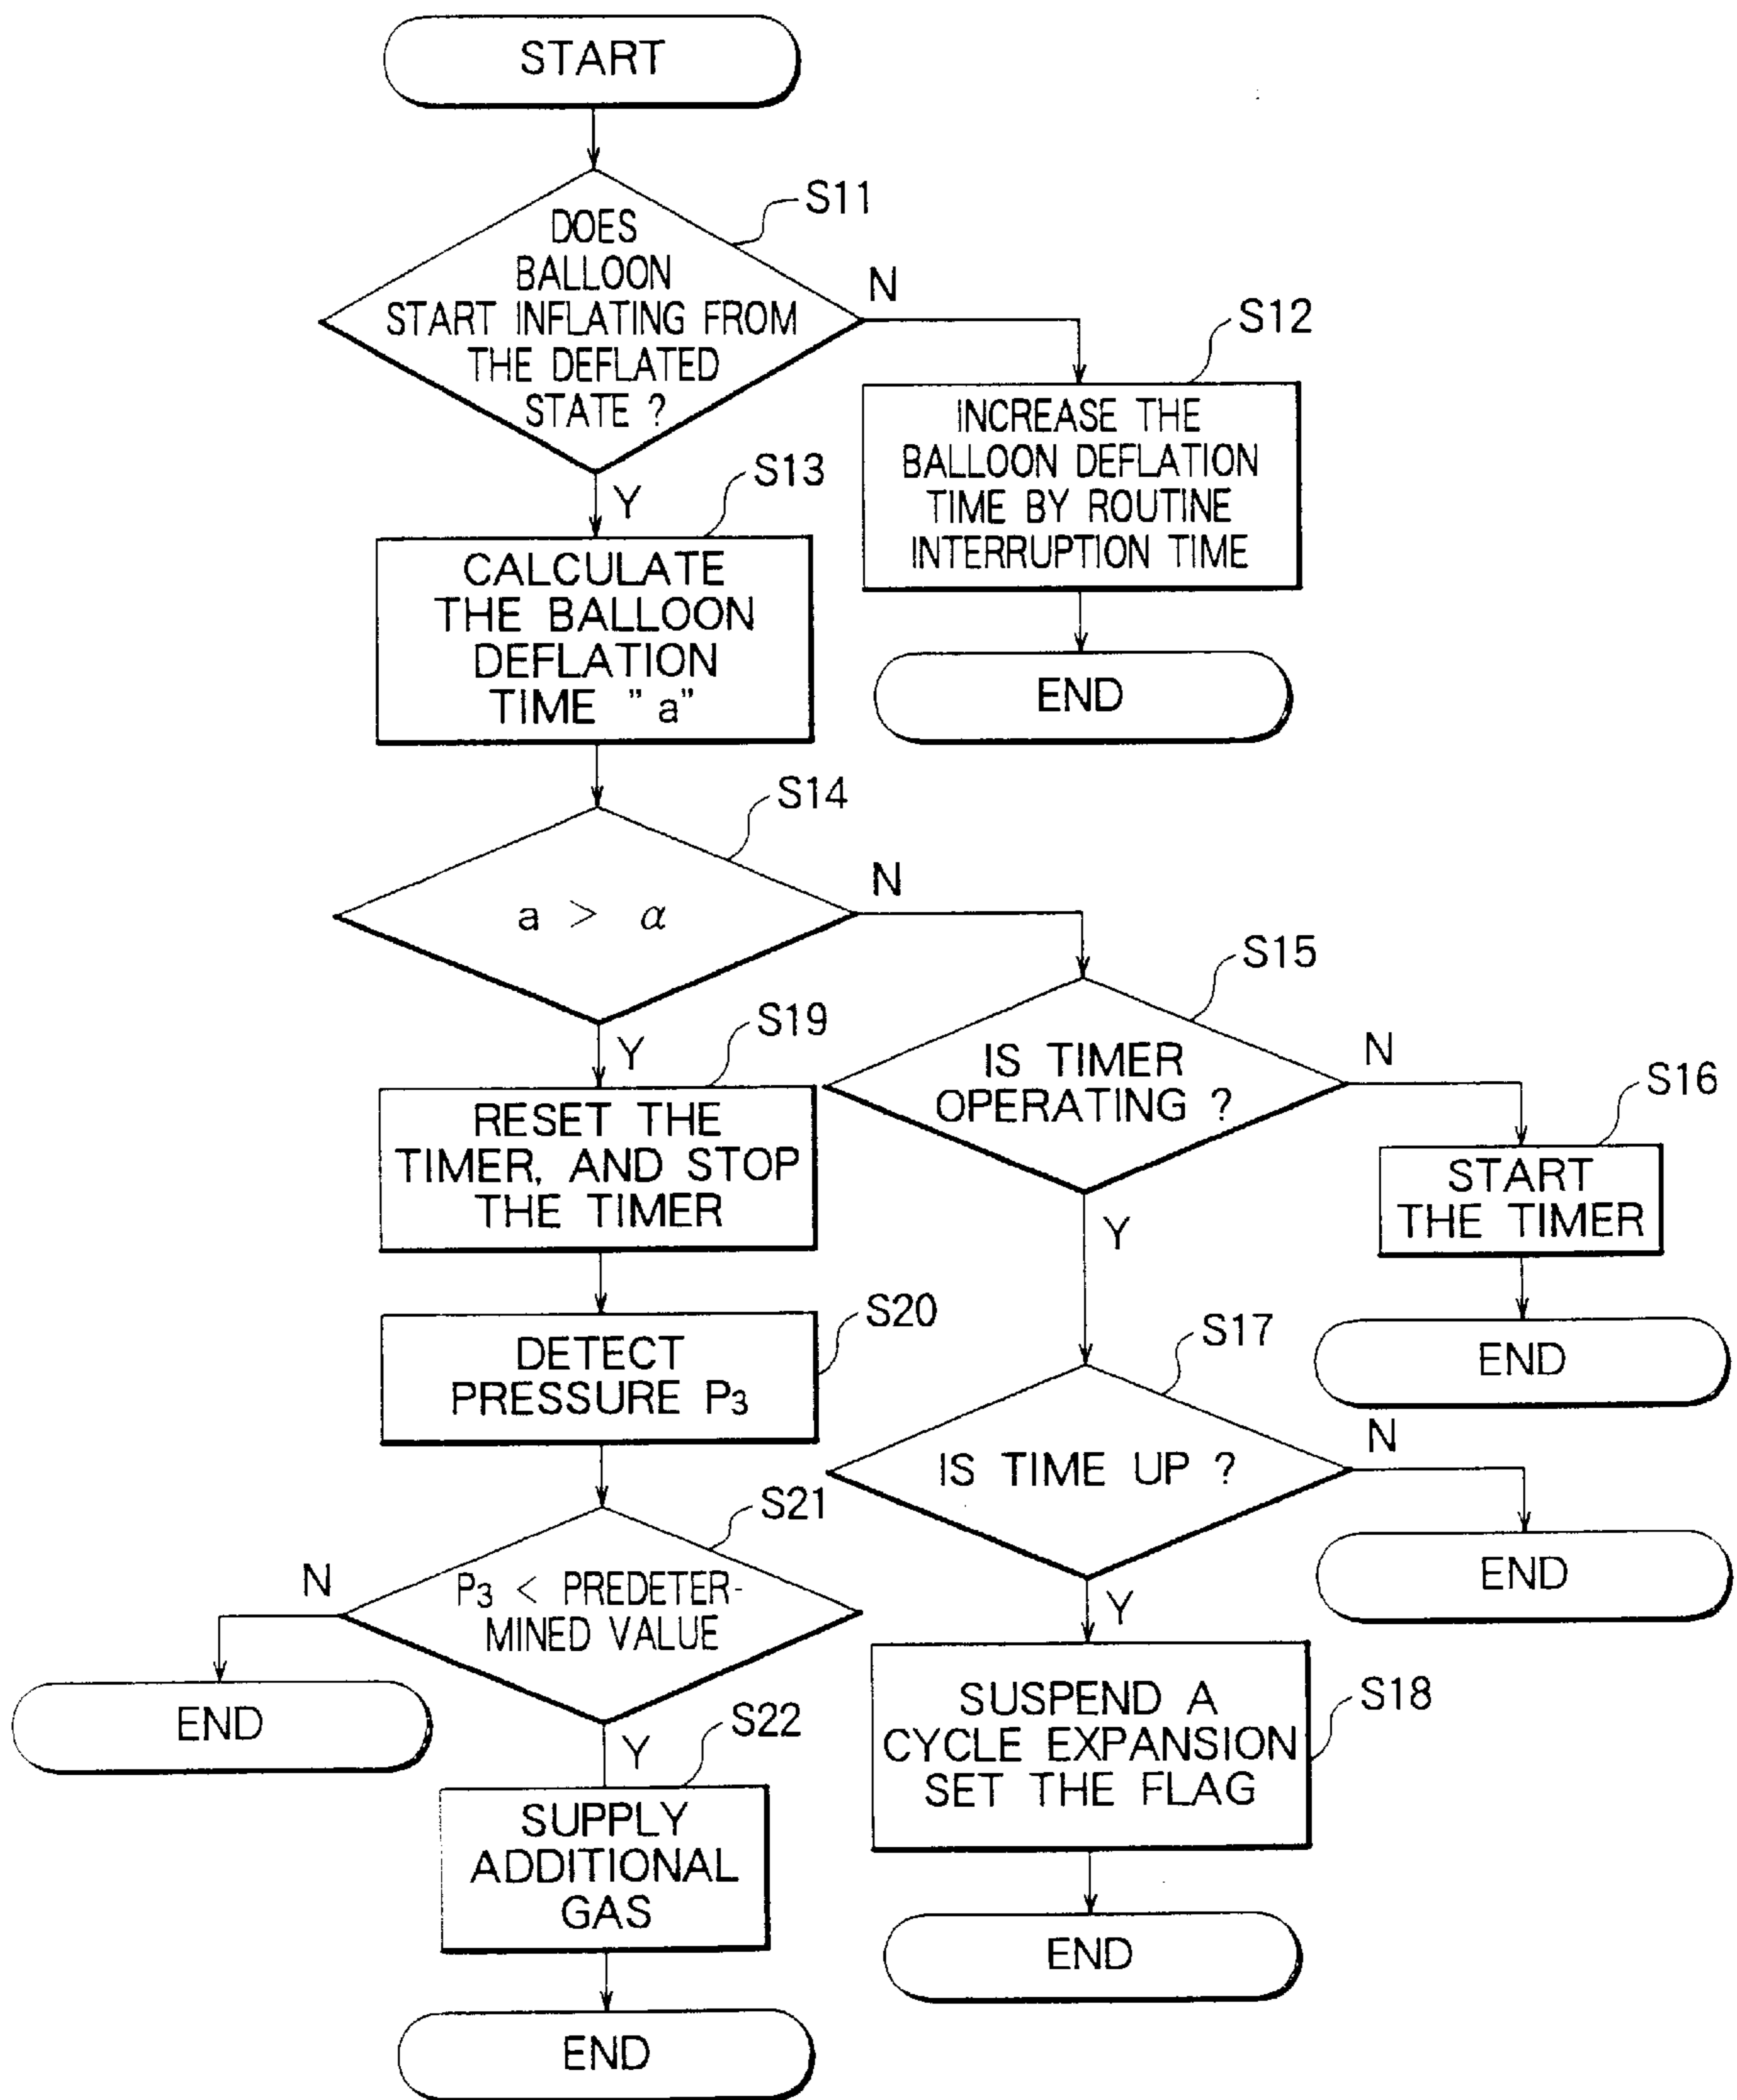 START
S11
DOES
BALLOON
START INFLATING FROM
THE DEFLATED
STATE ?
N
S12
INCREASE THE
BALLOON DEFLATION
TIME BY ROUTINE
INTERRUPTION TIME
END
Y
S13
CALCULATE
THE BALLOON
DEFLATION
TIME "a"
S14
a > α
N
S15
IS TIMER
OPERATING ?
N
S16
START
THE TIMER
END
Y
S17
IS TIME UP ?
N
END
Y
S18
SUSPEND A
CYCLE EXPANSION
SET THE FLAG
END
Y
S19
RESET THE
TIMER, AND STOP
THE TIMER
S20
DETECT
PRESSURE P3
S21
P3 < PREDETER-
MINED VALUE
N
END
Y
S22
SUPPLY
ADDITIONAL
GAS
END